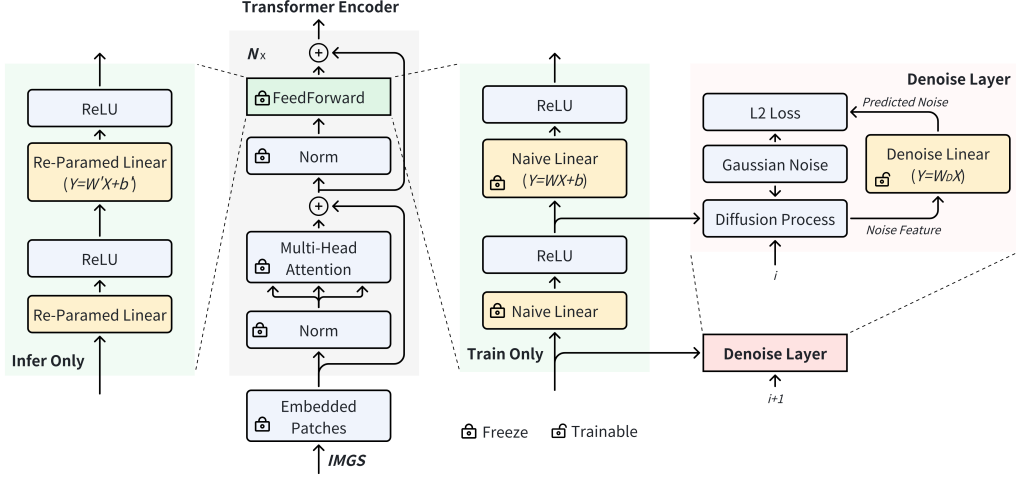 Transformer Encoder
Nx
FeedForward
Norm
Multi-Head
Attention
Norm
Embedded
Patches
IMGS
ReLU
Re-Paramed Linear
(Y=W'X+b')
ReLU
Re-Paramed Linear
Infer Only
ReLU
Naive Linear
(Y=WX+b)
ReLU
Naive Linear
Train Only
Denoise Layer
L2 Loss
Predicted Noise
Gaussian Noise
Denoise Linear
(Y=WDX)
Diffusion Process
Noise Feature
i
Denoise Layer
i+1
Freeze
Trainable